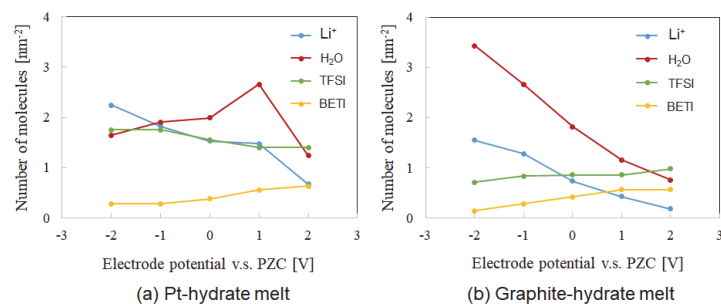 4
3
2
1
0
-3 -2 -1 0 1 2 3
Number of molecules [nm⁻²]
Electrode potential v.s. PZC [V]
Li⁺
H₂O
TFSI
BETI
(a) Pt-hydrate melt
4
3
2
1
0
-3 -2 -1 0 1 2 3
Number of molecules [nm⁻²]
Electrode potential v.s. PZC [V]
Li⁺
H₂O
TFSI
BETI
(b) Graphite-hydrate melt